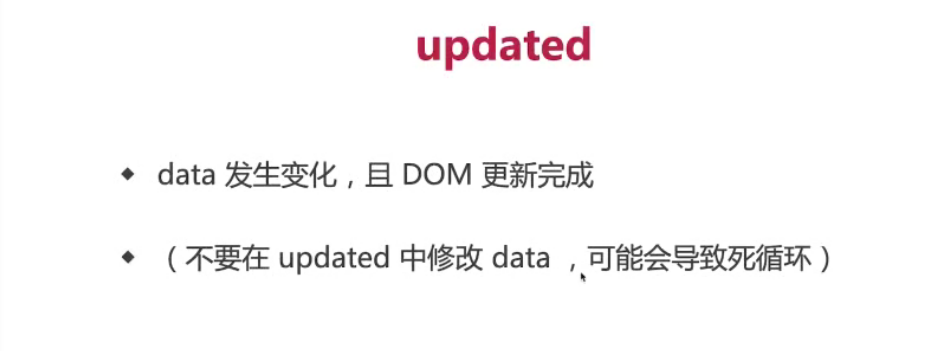 updated
◆ data 发生变化，且 DOM 更新完成
◆ （不要在 updated 中修改 data ，可能会导致死循环）